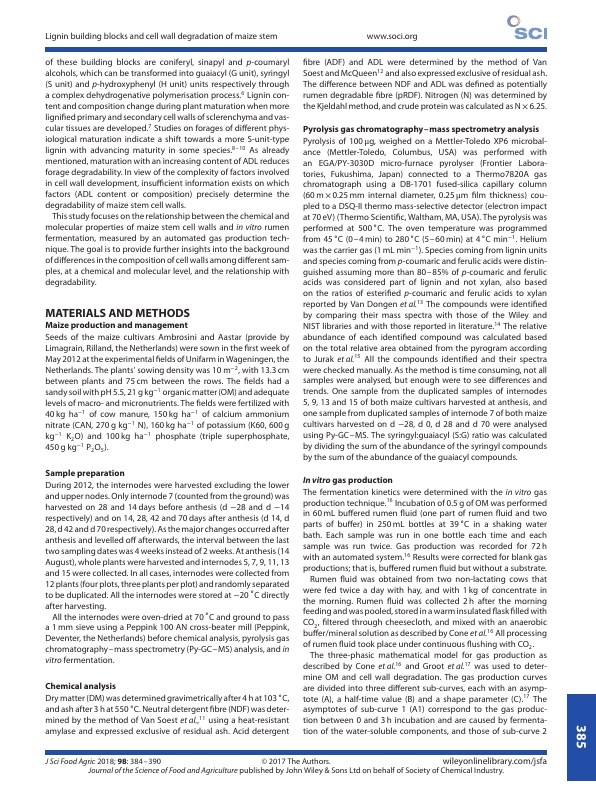 Lignin building blocks and cell wall degradation of maize stem
www.soci.org
SCI
of these building blocks are coniferyl, sinapyl and p-coumaryl
alcohols, which can be transformed into guaiacyl (G unit), syringyl
(S unit) and p-hydroxyphenyl (H unit) units respectively through
a complex dehydrogenative polymerisation process.⁶ Lignin con-
tent and composition change during plant maturation when more
lignified primary and secondary cell walls of sclerenchyma and vas-
cular tissues are developed.⁷ Studies on forages of different phys-
iological maturation indicate a shift towards a more S-unit-type
lignin with advancing maturity in some species.⁸⁻¹⁰ As already
mentioned, maturation with an increasing content of ADL reduces
forage degradability. In view of the complexity of factors involved
in cell wall development, insufficient information exists on which
factors (ADL content or composition) precisely determine the
degradability of maize stem cell walls.
This study focuses on the relationship between the chemical and
molecular properties of maize stem cell walls and in vitro rumen
fermentation, measured by an automated gas production tech-
nique. The goal is to provide further insights into the background
of differences in the composition of cell walls among different sam-
ples, at a chemical and molecular level, and the relationship with
degradability.
MATERIALS AND METHODS
Maize production and management
Seeds of the maize cultivars Ambrosini and Aastar (provide by
Limagrain, Rilland, the Netherlands) were sown in the first week of
May 2012 at the experimental fields of Unifarm in Wageningen, the
Netherlands. The plants' sowing density was 10 m⁻², with 13.3 cm
between plants and 75 cm between the rows. The fields had a
sandy soil with pH 5.5, 21 g kg⁻¹ organic matter (OM) and adequate
levels of macro- and micronutrients. The fields were fertilized with
40 kg ha⁻¹ of cow manure, 150 kg ha⁻¹ of calcium ammonium
nitrate (CAN, 270 g kg⁻¹ N), 160 kg ha⁻¹ of potassium (K60, 600 g
kg⁻¹ K₂O) and 100 kg ha⁻¹ phosphate (triple superphosphate,
450 g kg⁻¹ P₂O₅).
Sample preparation
During 2012, the internodes were harvested excluding the lower
and upper nodes. Only internode 7 (counted from the ground) was
harvested on 28 and 14 days before anthesis (d −28 and d −14
respectively) and on 14, 28, 42 and 70 days after anthesis (d 14, d
28, d 42 and d 70 respectively). As the major changes occurred after
anthesis and levelled off afterwards, the interval between the last
two sampling dates was 4 weeks instead of 2 weeks. At anthesis (14
August), whole plants were harvested and internodes 5, 7, 9, 11, 13
and 15 were collected. In all cases, internodes were collected from
12 plants (four plots, three plants per plot) and randomly separated
to be duplicated. All the internodes were stored at −20 °C directly
after harvesting.
All the internodes were oven-dried at 70 °C and ground to pass
a 1 mm sieve using a Peppink 100 AN cross-beater mill (Peppink,
Deventer, the Netherlands) before chemical analysis, pyrolysis gas
chromatography–mass spectrometry (Py-GC–MS) analysis, and in
vitro fermentation.
Chemical analysis
Dry matter (DM) was determined gravimetrically after 4 h at 103 °C,
and ash after 3 h at 550 °C. Neutral detergent fibre (NDF) was deter-
mined by the method of Van Soest et al.,¹¹ using a heat-resistant
amylase and expressed exclusive of residual ash. Acid detergent
fibre (ADF) and ADL were determined by the method of Van
Soest and McQueen¹² and also expressed exclusive of residual ash.
The difference between NDF and ADL was defined as potentially
rumen degradable fibre (pRDF). Nitrogen (N) was determined by
the Kjeldahl method, and crude protein was calculated as N × 6.25.
Pyrolysis gas chromatography–mass spectrometry analysis
Pyrolysis of 100 μg, weighed on a Mettler-Toledo XP6 microbal-
ance (Mettler-Toledo, Columbus, USA) was performed with
an EGA/PY-3030D micro-furnace pyrolyser (Frontier Labora-
tories, Fukushima, Japan) connected to a Thermo7820A gas
chromatograph using a DB-1701 fused-silica capillary column
(60 m × 0.25 mm internal diameter, 0.25 μm film thickness) cou-
pled to a DSQ-II thermo mass-selective detector (electron impact
at 70 eV) (Thermo Scientific, Waltham, MA, USA). The pyrolysis was
performed at 500 °C. The oven temperature was programmed
from 45 °C (0–4 min) to 280 °C (5–60 min) at 4 °C min⁻¹. Helium
was the carrier gas (1 mL min⁻¹). Species coming from lignin units
and species coming from p-coumaric and ferulic acids were distin-
guished assuming more than 80–85% of p-coumaric and ferulic
acids was considered part of lignin and not xylan, also based
on the ratios of esterified p-coumaric and ferulic acids to xylan
reported by Van Dongen et al.¹³ The compounds were identified
by comparing their mass spectra with those of the Wiley and
NIST libraries and with those reported in literature.¹⁴ The relative
abundance of each identified compound was calculated based
on the total relative area obtained from the pyrogram according
to Jurak et al.¹⁵ All the compounds identified and their spectra
were checked manually. As the method is time consuming, not all
samples were analysed, but enough were to see differences and
trends. One sample from the duplicated samples of internodes
5, 9, 13 and 15 of both maize cultivars harvested at anthesis, and
one sample from duplicated samples of internode 7 of both maize
cultivars harvested on d −28, d 0, d 28 and d 70 were analysed
using Py-GC–MS. The syringyl:guaiacyl (S:G) ratio was calculated
by dividing the sum of the abundance of the syringyl compounds
by the sum of the abundance of the guaiacyl compounds.
In vitro gas production
The fermentation kinetics were determined with the in vitro gas
production technique.¹⁶ Incubation of 0.5 g of OM was performed
in 60 mL buffered rumen fluid (one part of rumen fluid and two
parts of buffer) in 250 mL bottles at 39 °C in a shaking water
bath. Each sample was run in one bottle each time and each
sample was run twice. Gas production was recorded for 72 h
with an automated system.¹⁶ Results were corrected for blank gas
productions; that is, buffered rumen fluid but without a substrate.
Rumen fluid was obtained from two non-lactating cows that
were fed twice a day with hay, and with 1 kg of concentrate in
the morning. Rumen fluid was collected 2 h after the morning
feeding and was pooled, stored in a warm insulated flask filled with
CO₂, filtered through cheesecloth, and mixed with an anaerobic
buffer/mineral solution as described by Cone et al.¹⁶ All processing
of rumen fluid took place under continuous flushing with CO₂.
The three-phasic mathematical model for gas production as
described by Cone et al.¹⁶ and Groot et al.¹⁷ was used to deter-
mine OM and cell wall degradation. The gas production curves
are divided into three different sub-curves, each with an asymp-
tote (A), a half-time value (B) and a shape parameter (C).¹⁷ The
asymptotes of sub-curve 1 (A1) correspond to the gas produc-
tion between 0 and 3 h incubation and are caused by fermenta-
tion of the water-soluble components, and those of sub-curve 2
385
J Sci Food Agric 2018; 98: 384–390
© 2017 The Authors.
wileyonlinelibrary.com/jsfa
Journal of the Science of Food and Agriculture published by John Wiley & Sons Ltd on behalf of Society of Chemical Industry.